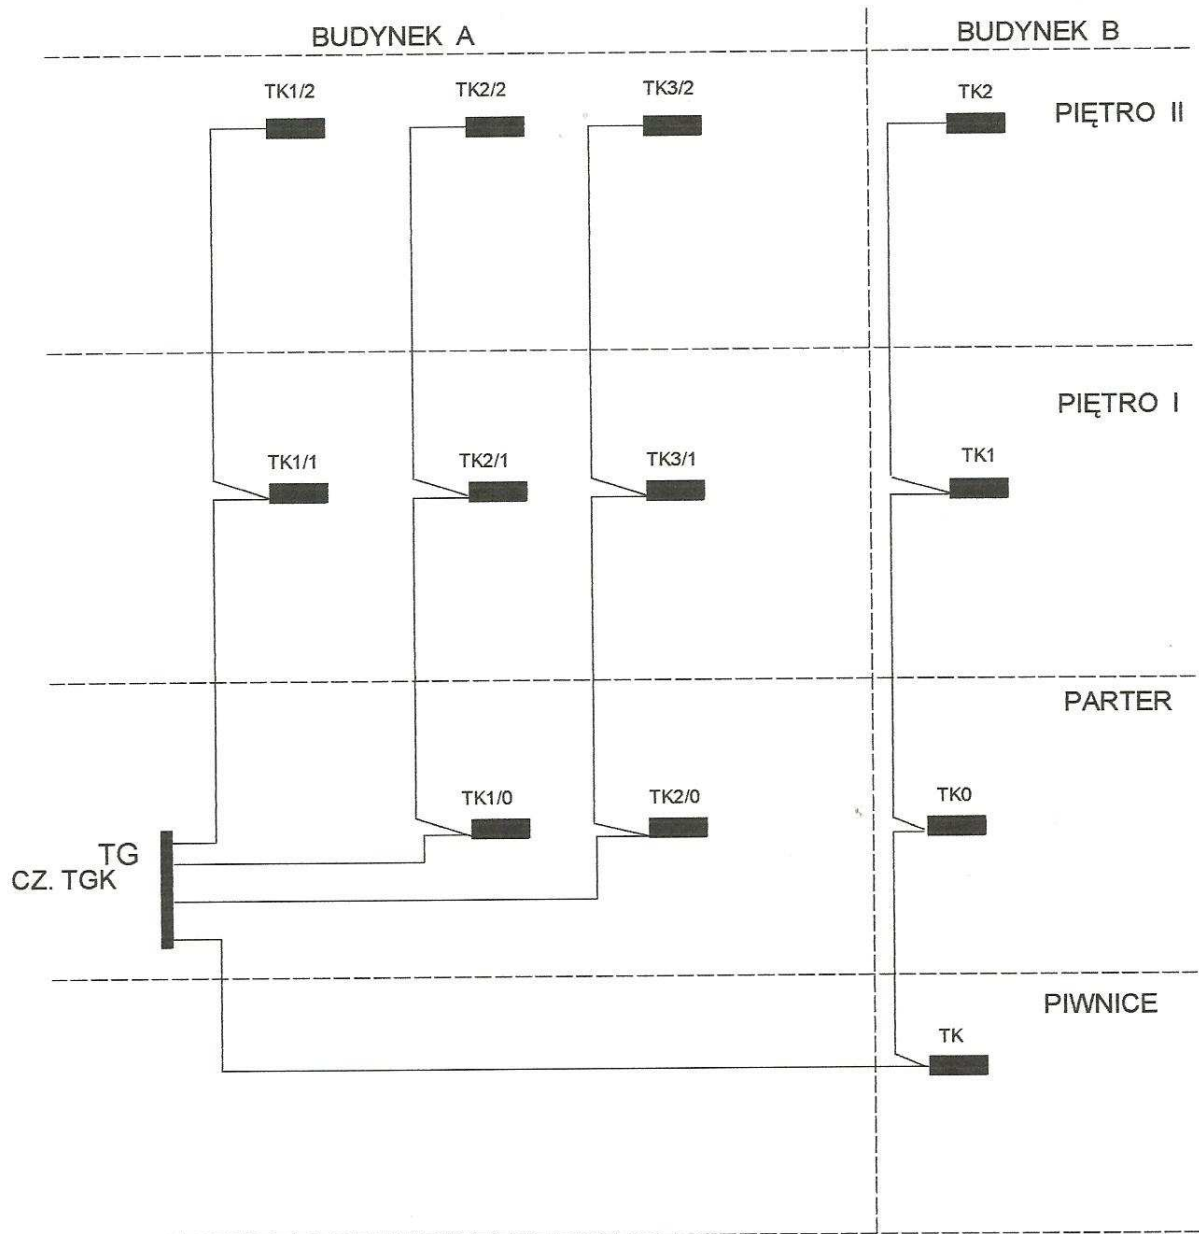 BUDYNEK A
BUDYNEK B
TK1/2
TK2/2
TK3/2
TK2
PIĘTRO II
PIĘTRO I
TK1/1
TK2/1
TK3/1
TK1
PARTER
TK1/0
TK2/0
TK0
TG
CZ. TGK
PIWNICE
TK